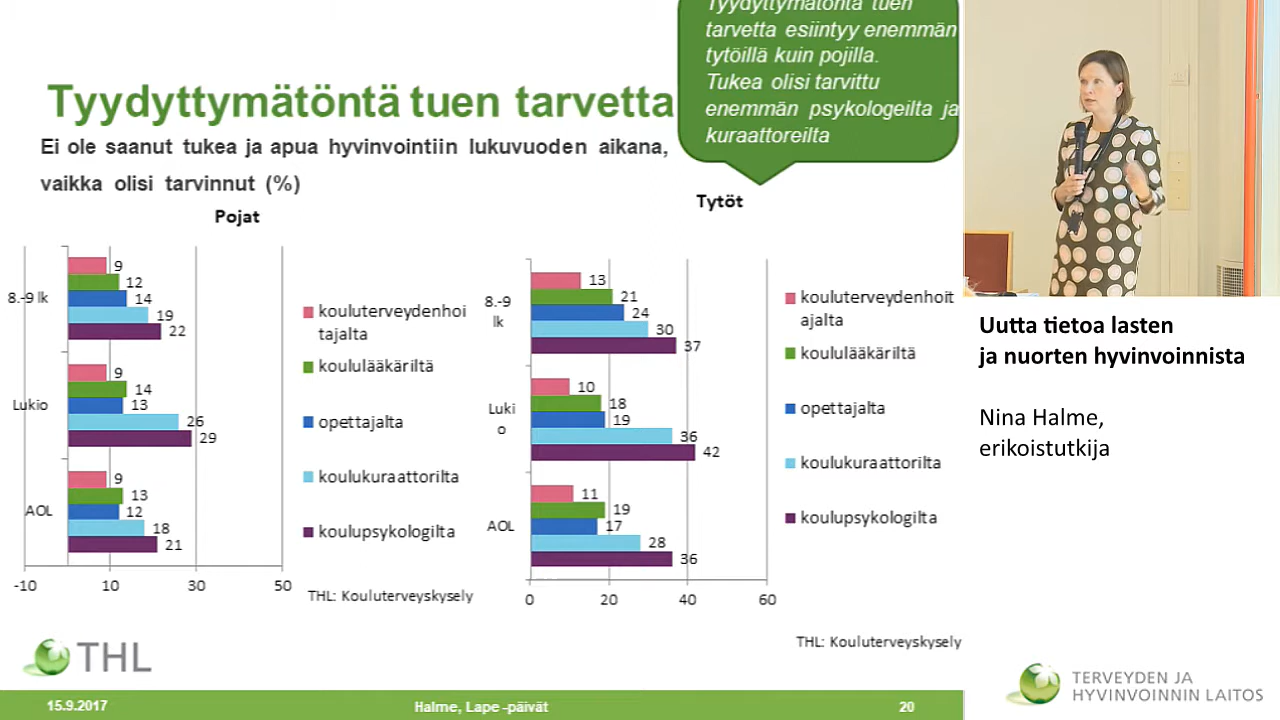 Tyydyttymätöntä tuen
tarvetta esiintyy enemmän
tytöillä kuin pojilla.
Tukea olisi tarvittu
enemmän psykologeilta ja
kuraattoreilta
Tyydyttymätöntä tuen tarvetta
Ei ole saanut tukea ja apua hyvinvointiin lukuvuoden aikana,
vaikka olisi tarvinnut (%)
Pojat
8.-9 lk
9
12
14
19
22
Lukio
9
14
13
26
29
AOL
9
13
12
18
21
-10 10 30 50
kouluterveydenhoi
tajalta
koululääkäriltä
opettajalta
koulukuraattorilta
koulupsykologilta
THL: Kouluterveyskysely
Tytöt
8.-9
lk
13
21
24
30
37
Luki
o
10
18
19
36
42
AOL
11
19
17
28
36
0 20 40 60
kouluterveydenhoit
ajalta
koululääkäriltä
opettajalta
koulukuraattorilta
koulupsykologilta
THL: Kouluterveyskysely
THL
15.9.2017 Halme, Lape -päivät 20
Uutta tietoa lasten
ja nuorten hyvinvoinnista
Nina Halme,
erikoistutkija
TERVEYDEN JA
HYVINVOINNIN LAITOS